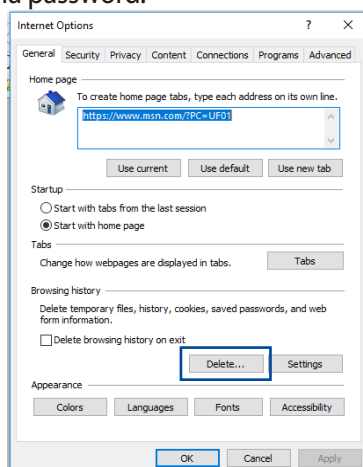 a password.
Internet Options ? ×
General Security Privacy Content Connections Programs Advanced
Home page
To create home page tabs, type each address on its own line.
https://www.msn.com/?PC=UF01
Use current Use default Use new tab
Startup
Start with tabs from the last session
Start with home page
Tabs
Change how webpages are displayed in tabs. Tabs
Browsing history
Delete temporary files, history, cookies, saved passwords, and web
form information.
Delete browsing history on exit
Delete... Settings
Appearance
Colors Languages Fonts Accessibility
OK Cancel Apply